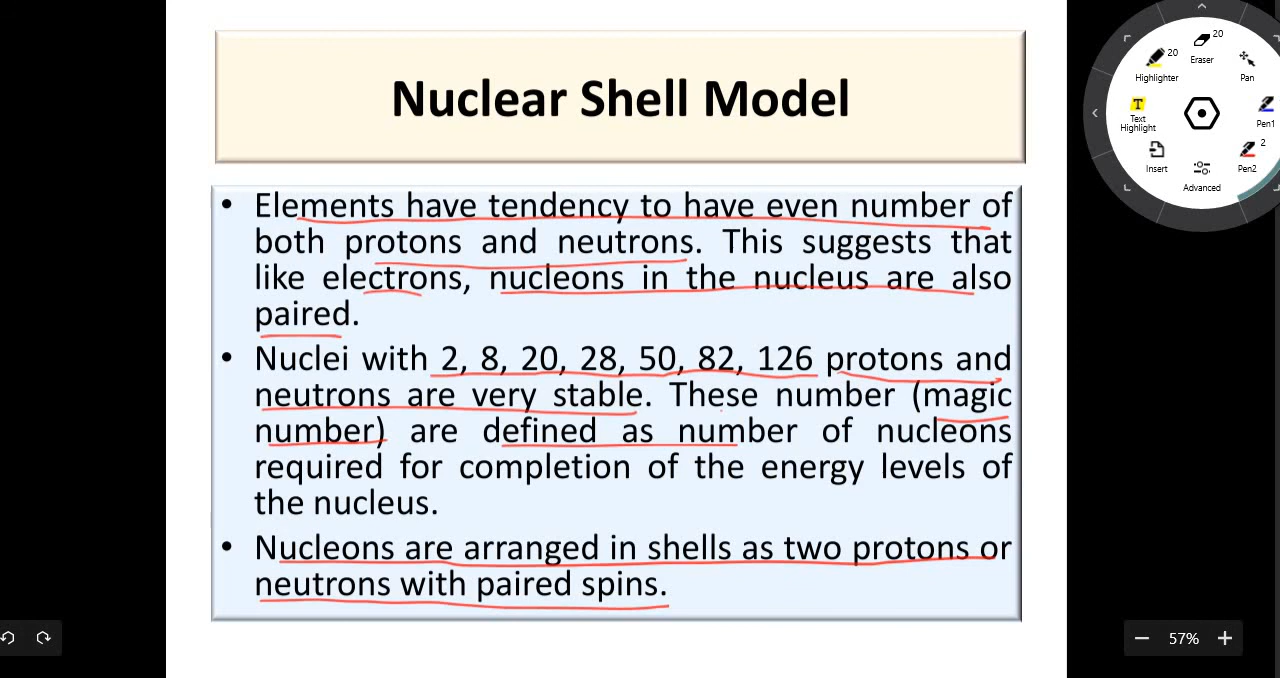 Nuclear Shell Model
• Elements have tendency to have even number of
both protons and neutrons. This suggests that
like electrons, nucleons in the nucleus are also
paired.
• Nuclei with 2, 8, 20, 28, 50, 82, 126 protons and
neutrons are very stable. These number (magic
number) are defined as number of nucleons
required for completion of the energy levels of
the nucleus.
• Nucleons are arranged in shells as two protons or
neutrons with paired spins.
20
Eraser
20
Highlighter
Pan
T
Text
Highlight
Pen1
Insert
2
Pen2
Advanced
57%